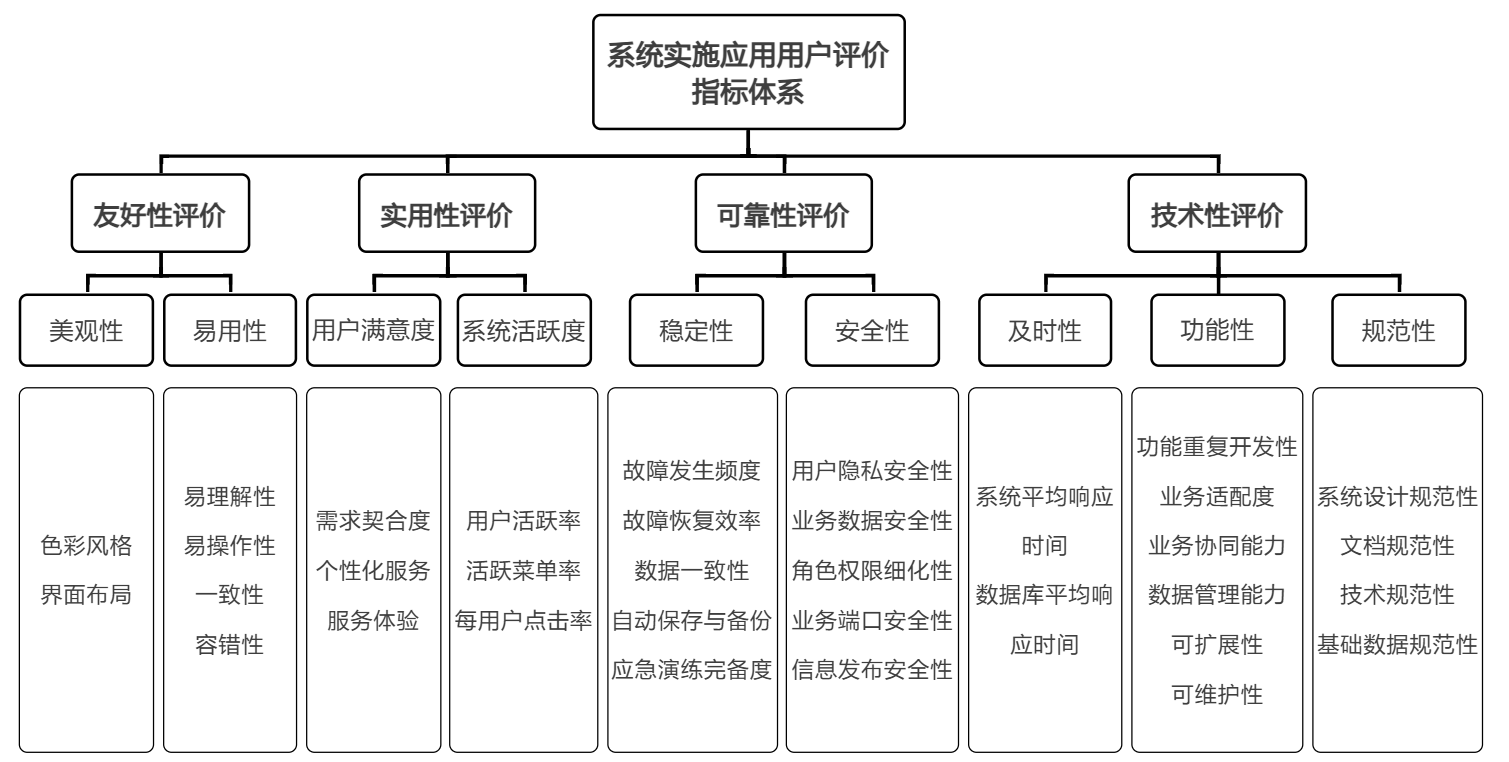 系统实施应用用户评价
指标体系
友好性评价
实用性评价
可靠性评价
技术性评价
美观性
易用性
用户满意度
系统活跃度
稳定性
安全性
及时性
功能性
规范性
色彩风格
界面布局
易理解性
易操作性
一致性
容错性
需求契合度
个性化服务
服务体验
用户活跃率
活跃菜单率
每用户点击率
故障发生频度
故障恢复效率
数据一致性
自动保存与备份
应急演练完备度
用户隐私安全性
业务数据安全性
角色权限细化性
业务端口安全性
信息发布安全性
系统平均响应
时间
数据库平均响
应时间
功能重复开发性
业务适配度
业务协同能力
数据管理能力
可扩展性
可维护性
系统设计规范性
文档规范性
技术规范性
基础数据规范性